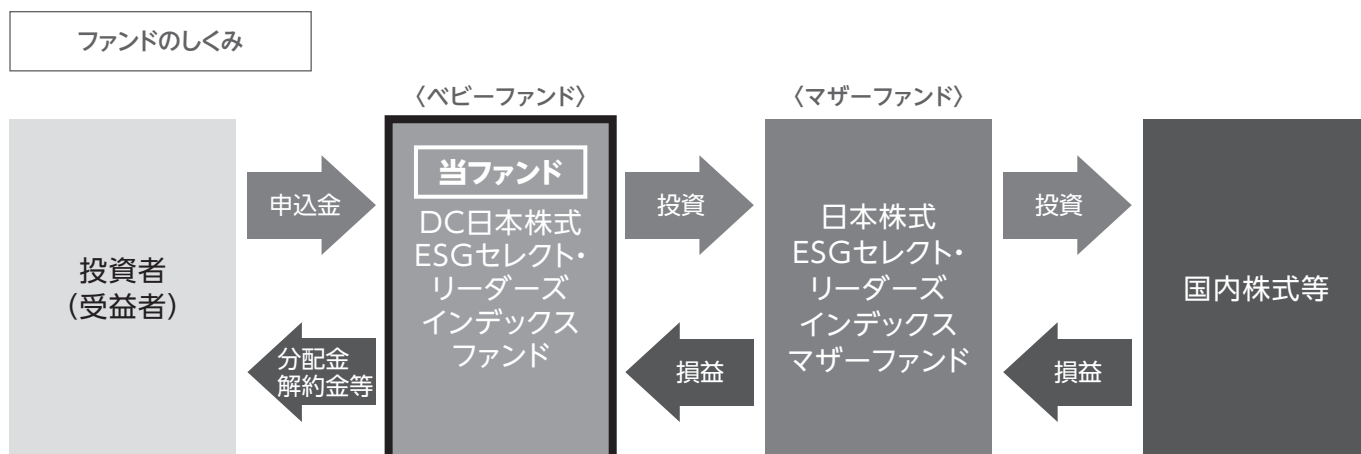 ファンドのしくみ
〈ベビーファンド〉
〈マザーファンド〉
投資者
（受益者）
申込金
分配金
解約金等
当ファンド
DC日本株式
ESGセレクト・
リーダーズ
インデックス
ファンド
投資
損益
日本株式
ESGセレクト・
リーダーズ
インデックス
マザーファンド
投資
損益
国内株式等